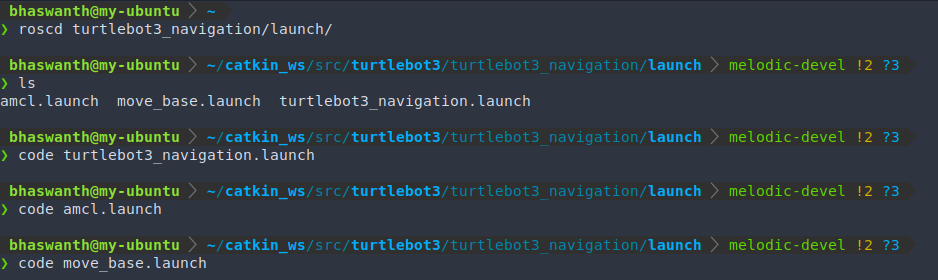 bhaswanth@my-ubuntu > ~
❯ roscd turtlebot3_navigation/launch/
bhaswanth@my-ubuntu > ~/catkin_ws/src/turtlebot3/turtlebot3_navigation/launch > melodic-devel !2 ?3
❯ ls
amcl.launch  move_base.launch  turtlebot3_navigation.launch
bhaswanth@my-ubuntu > ~/catkin_ws/src/turtlebot3/turtlebot3_navigation/launch > melodic-devel !2 ?3
❯ code turtlebot3_navigation.launch
bhaswanth@my-ubuntu > ~/catkin_ws/src/turtlebot3/turtlebot3_navigation/launch > melodic-devel !2 ?3
❯ code amcl.launch
bhaswanth@my-ubuntu > ~/catkin_ws/src/turtlebot3/turtlebot3_navigation/launch > melodic-devel !2 ?3
❯ code move_base.launch